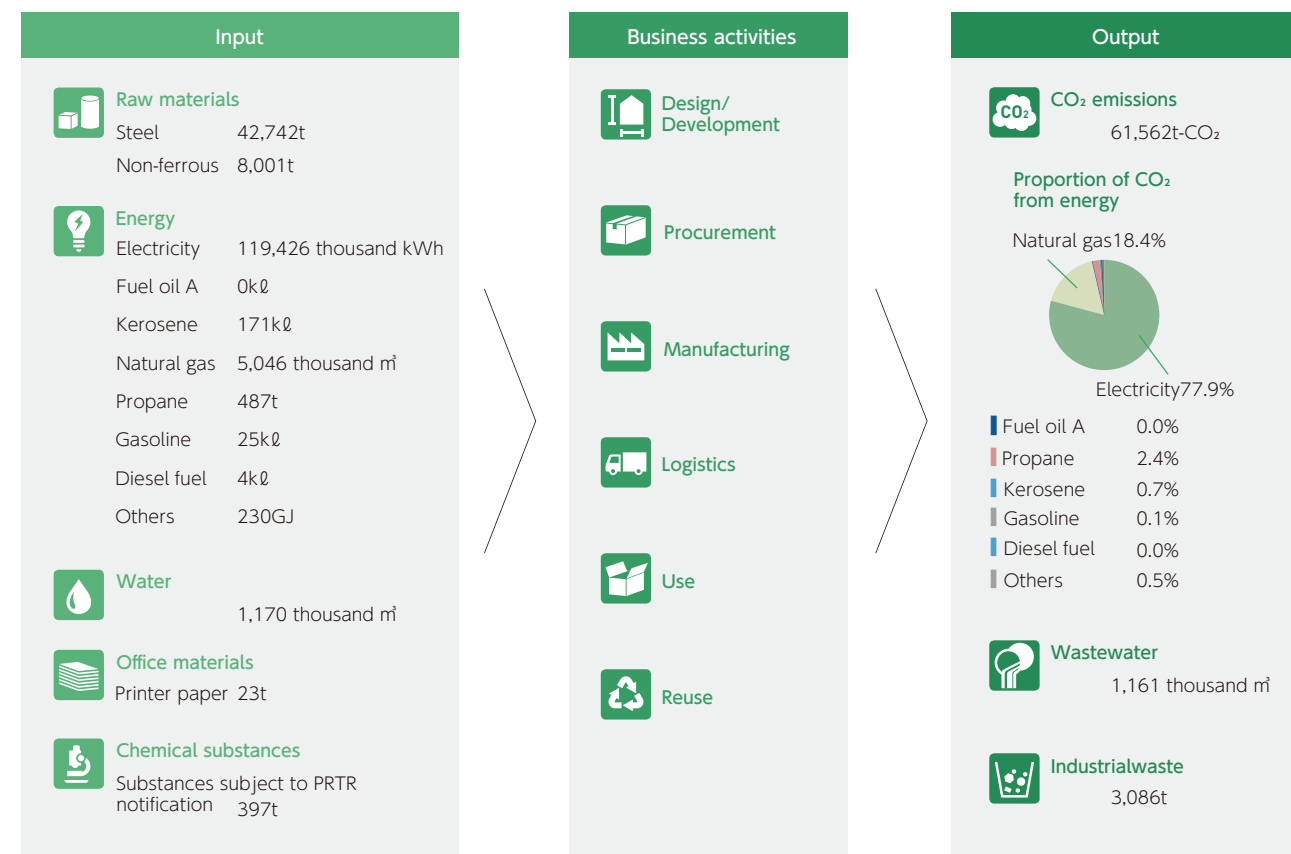 Input
Raw materials
Steel 42,742t
Non-ferrous 8,001t
Energy
Electricity 119,426 thousand kWh
Fuel oil A 0kℓ
Kerosene 171kℓ
Natural gas 5,046 thousand ㎥
Propane 487t
Gasoline 25kℓ
Diesel fuel 4kℓ
Others 230GJ
Water
1,170 thousand ㎥
Office materials
Printer paper 23t
Chemical substances
Substances subject to PRTR
notification 397t
Business activities
Design/
Development
Procurement
Manufacturing
Logistics
Use
Reuse
Output
CO₂
CO₂ emissions
61,562t-CO₂
Proportion of CO₂
from energy
Natural gas18.4%
Electricity77.9%
Fuel oil A 0.0%
Propane 2.4%
Kerosene 0.7%
Gasoline 0.1%
Diesel fuel 0.0%
Others 0.5%
Wastewater
1,161 thousand ㎥
Industrialwaste
3,086t